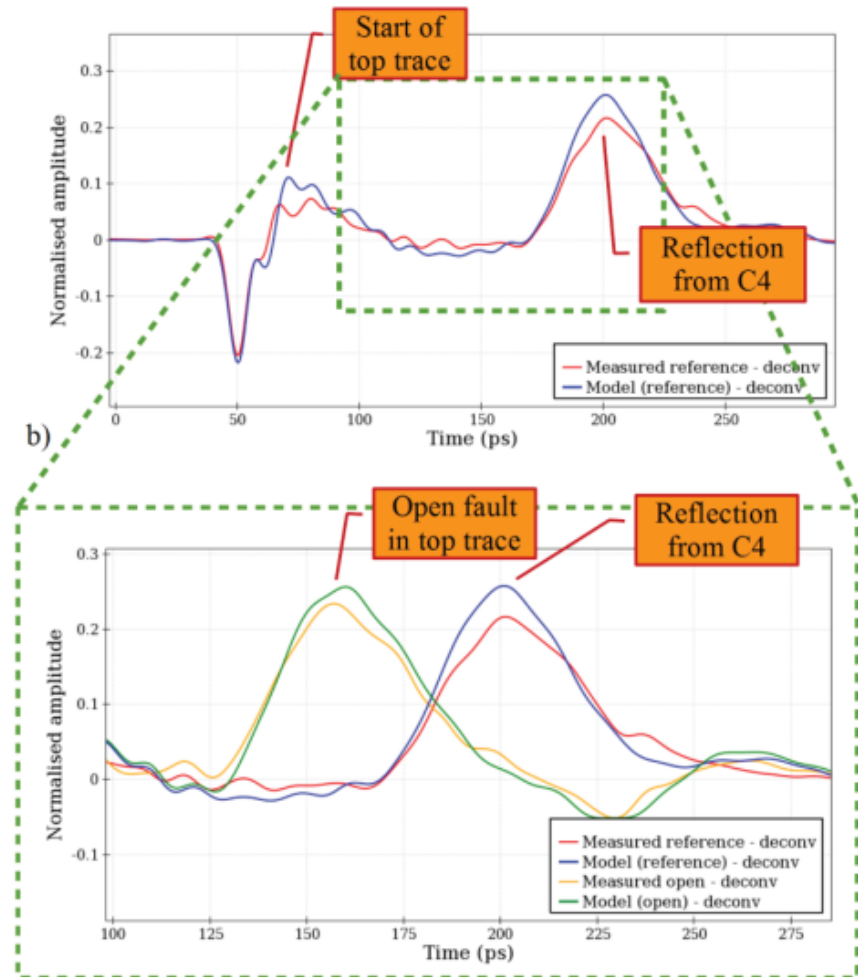 Start of
top trace
0.3
0.2
0.1
0
-0.1
-0.2
Normalised amplitude
Reflection
from C4
Measured reference - deconv
Model (reference) - deconv
0 50 100 150 200 250
Time (ps)
b)
Open fault
in top trace
Reflection
from C4
0.3
0.2
0.1
0
-0.1
Normalised amplitude
Measured reference - deconv
Model (reference) - deconv
Measured open - deconv
Model (open) - deconv
100 125 150 175 200 225 250 275
Time (ps)